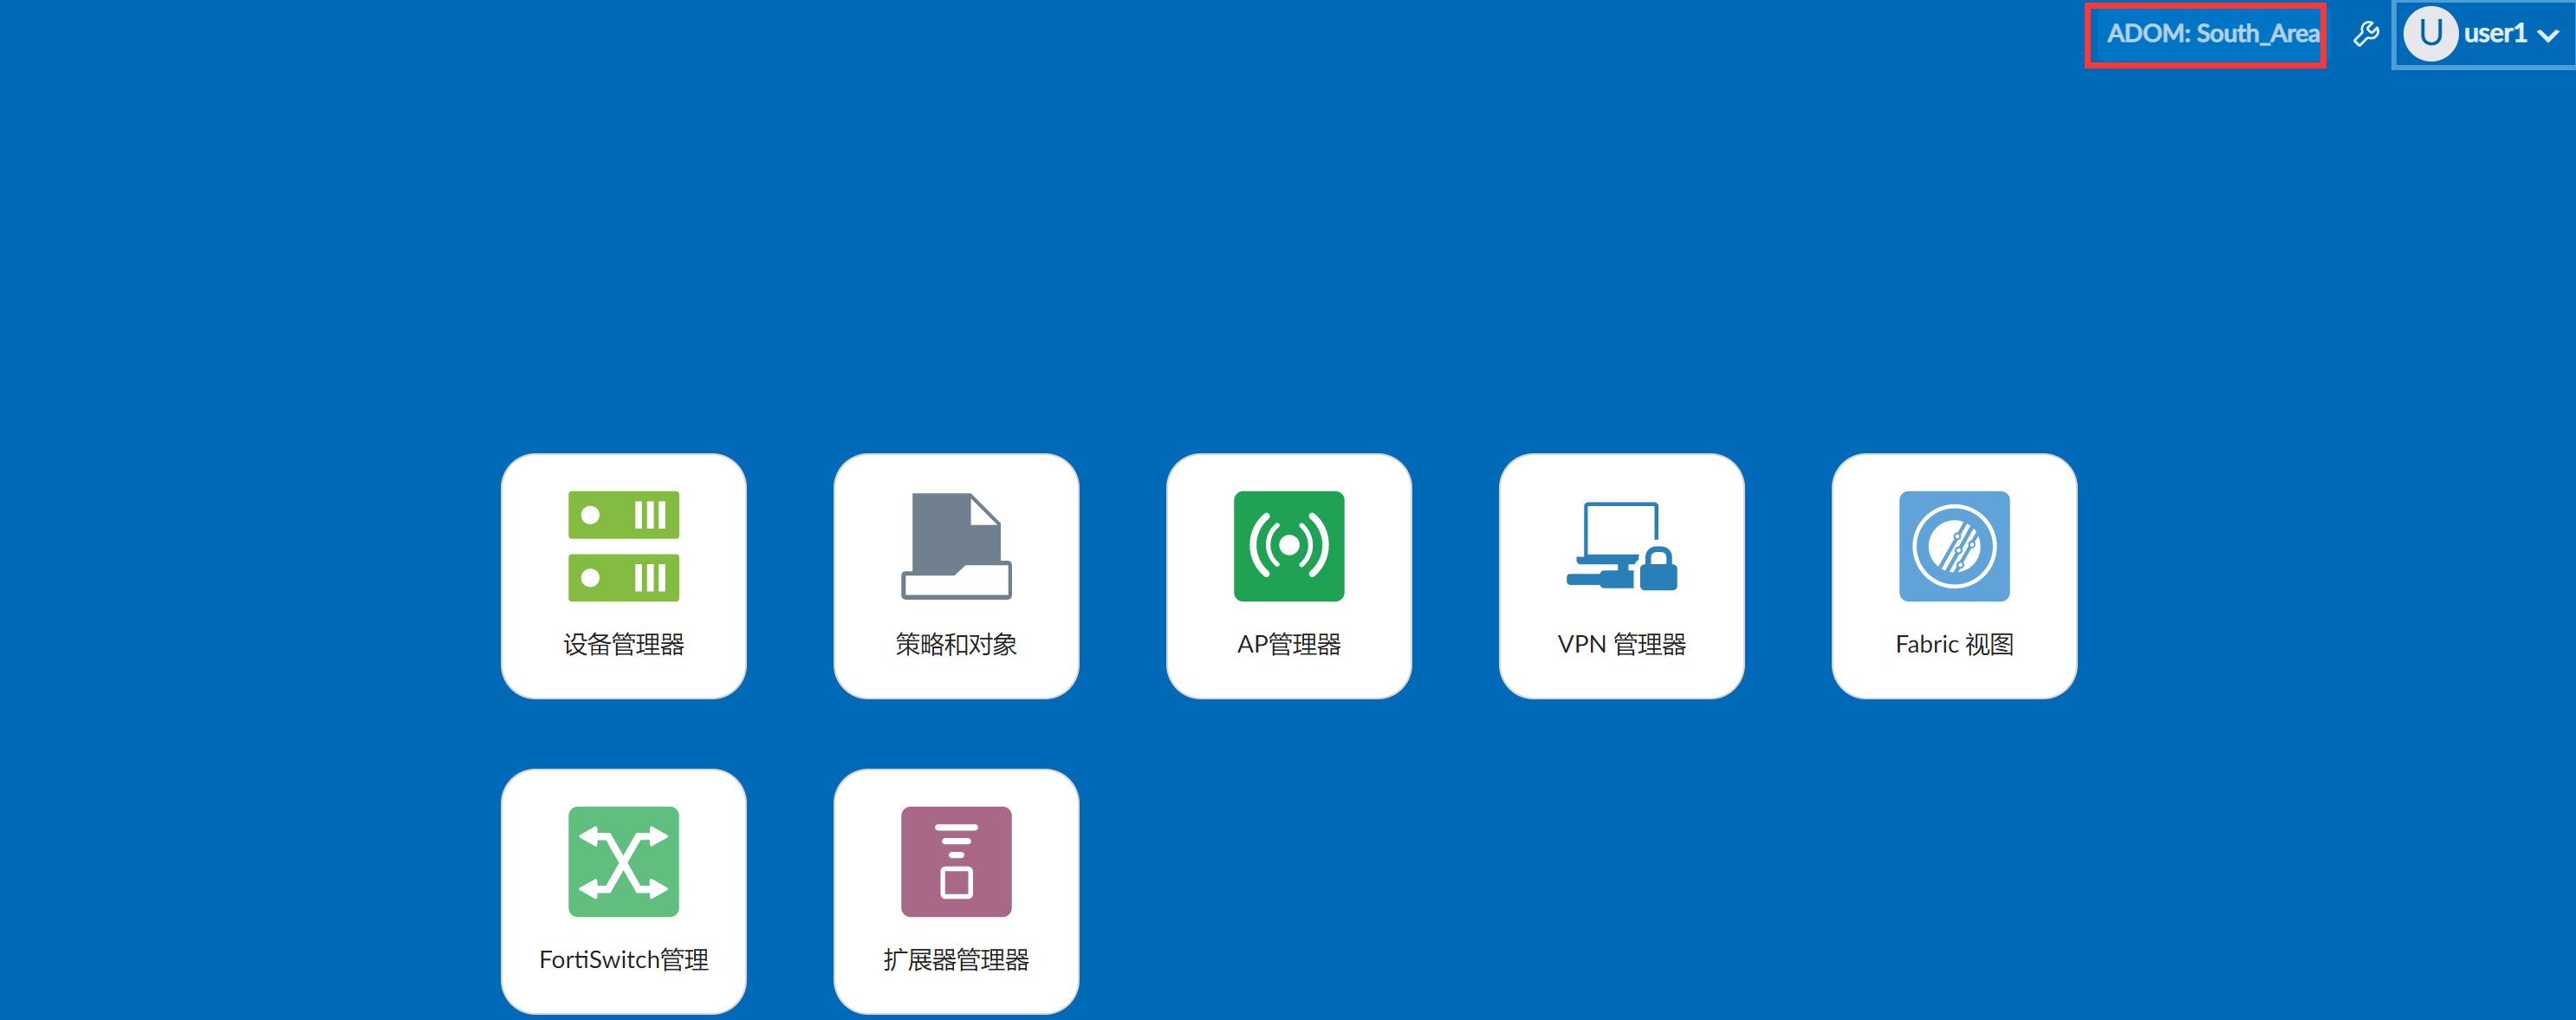 ADOM: South_Area
U user1
设备管理器
策略和对象
AP管理器
VPN 管理器
Fabric 视图
FortiSwitch管理
扩展器管理器